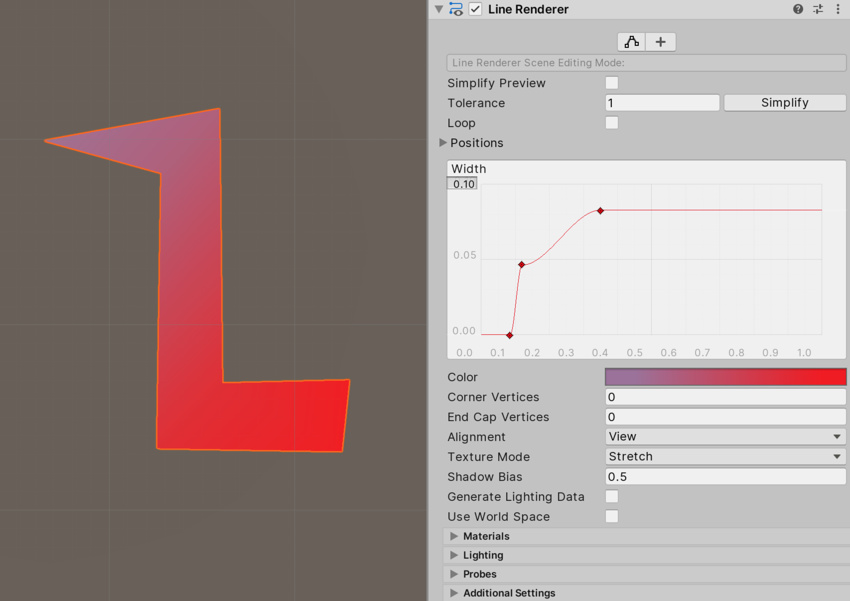 Line Renderer
Line Renderer Scene Editing Mode:
Simplify Preview
Tolerance 1 Simplify
Loop
Positions
Width
0.10
0.05
0.00
0.0 0.1 0.2 0.3 0.4 0.5 0.6 0.7 0.8 0.9 1.0
Color
Corner Vertices 0
End Cap Vertices 0
Alignment View
Texture Mode Stretch
Shadow Bias 0.5
Generate Lighting Data
Use World Space
Materials
Lighting
Probes
Additional Settings